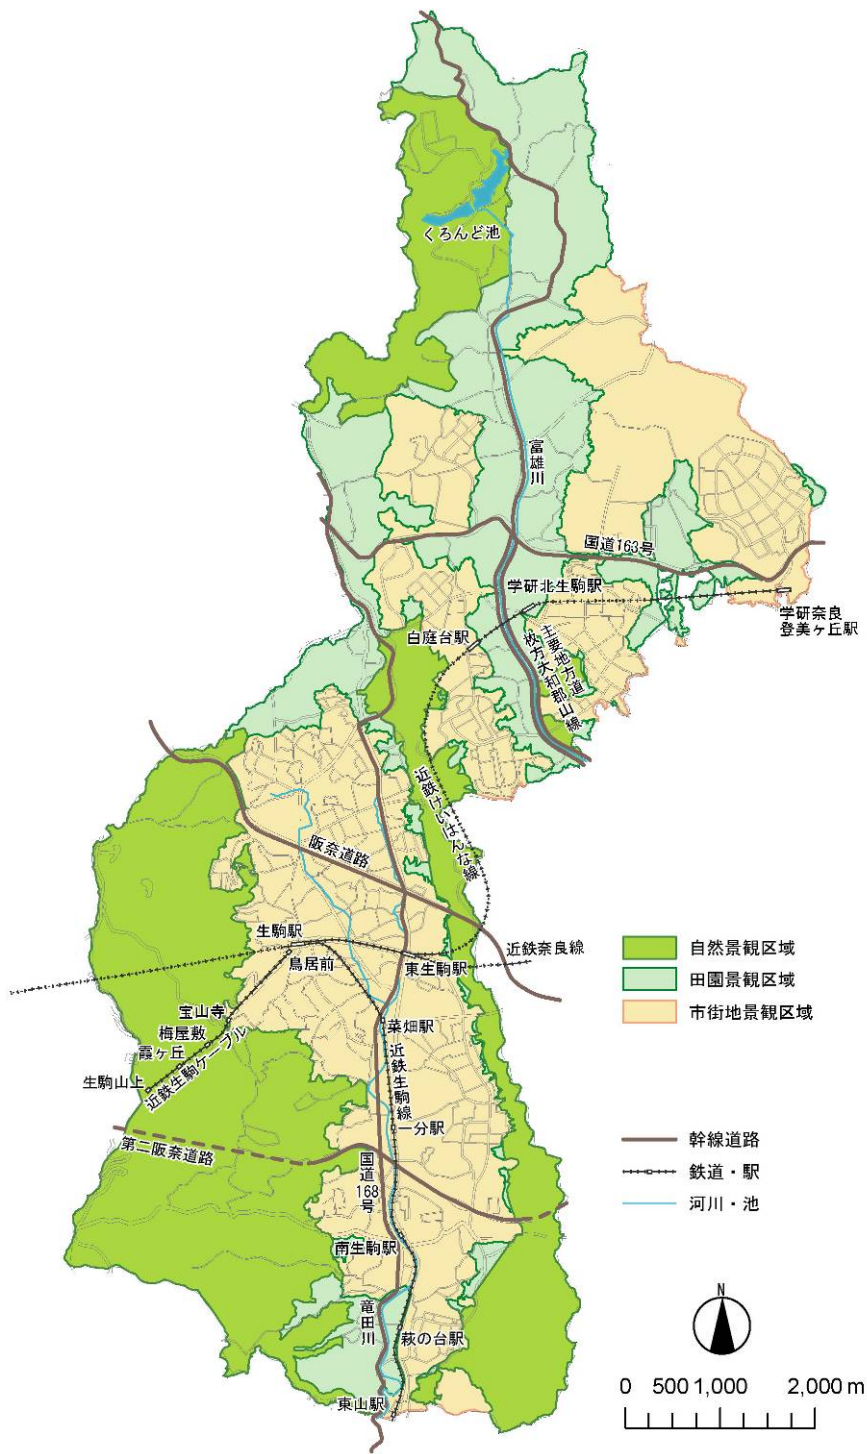 くろんど池
富雄川
国道163号
学研北生駒駅
学研奈良
登美ヶ丘駅
白庭台駅
主要地方道
枚方大和郡山線
近鉄けいはんな線
阪奈道路
生駒駅
鳥居前
東生駒駅
近鉄奈良線
自然景観区域
田園景観区域
市街地景観区域
宝山寺
梅屋敷
霞ヶ丘
生駒山上
近鉄生駒ケーブル
菜畑駅
近鉄生駒線
一分駅
第二阪奈道路
国道
168
号
幹線道路
鉄道・駅
河川・池
南生駒駅
竜田川
萩の台駅
東山駅
N
0 500 1,000 2,000 m